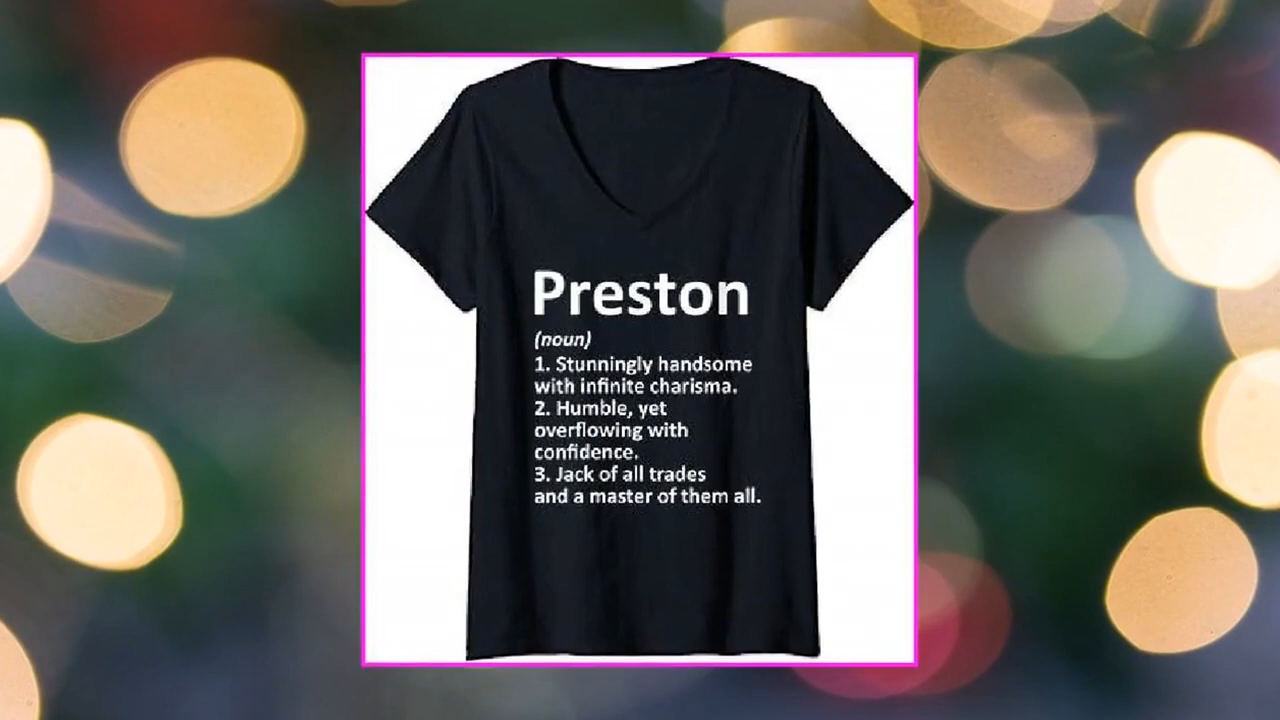 Preston
(noun)
1. Stunningly handsome
with infinite charisma.
2. Humble, yet
overflowing with
confidence.
3. Jack of all trades
and a master of them all.